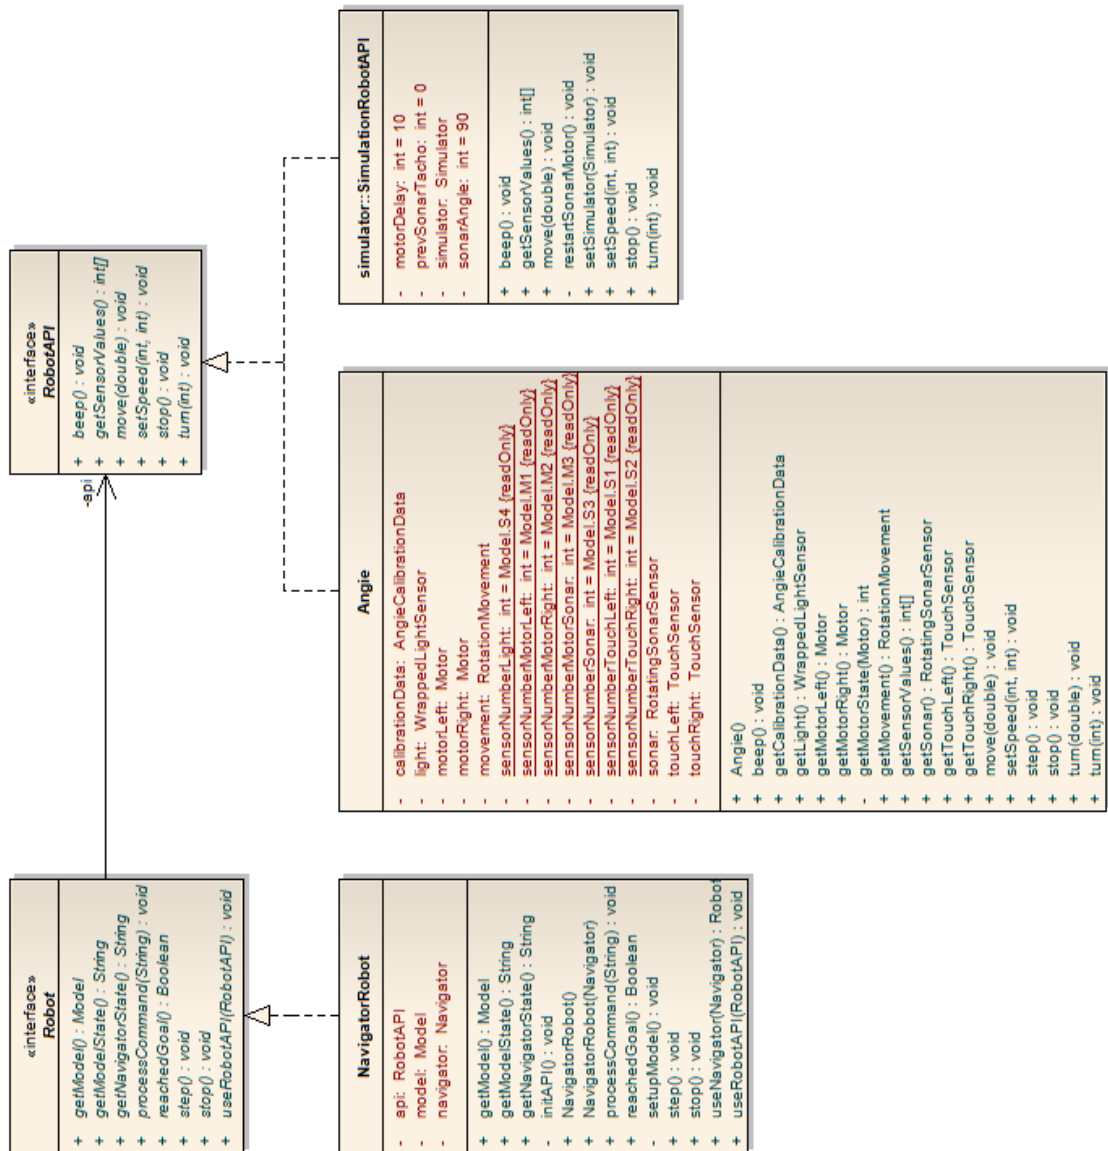 «interface»
Robot
+ getModel() : Model
+ getModelState() : String
+ getNavigatorState() : String
+ processCommand(String) : void
+ reachedGoal() : Boolean
+ step() : void
+ stop() : void
+ useRobotAPI(RobotAPI) : void
-api
«interface»
RobotAPI
+ beep() : void
+ getSensorValues() : int[]
+ move(double) : void
+ setSpeed(int, int) : void
+ stop() : void
+ turn(int) : void
NavigatorRobot
- api: RobotAPI
- model: Model
- navigator: Navigator
+ getModel() : Model
+ getModelState() : String
+ getNavigatorState() : String
- initAPI() : void
+ NavigatorRobot()
+ NavigatorRobot(Navigator)
+ processCommand(String) : void
+ reachedGoal() : Boolean
- setupModel() : void
+ step() : void
+ stop() : void
+ useNavigator(Navigator) : Robot
+ useRobotAPI(RobotAPI) : void
Angie
- calibrationData: AngieCalibrationData
- light: WrappedLightSensor
- motorLeft: Motor
- motorRight: Motor
- movement: RotationMovement
- sensorNumberLight: int = Model.S4 {readOnly}
- sensorNumberMotorLeft: int = Model.M1 {readOnly}
- sensorNumberMotorRight: int = Model.M2 {readOnly}
- sensorNumberMotorSonar: int = Model.M3 {readOnly}
- sensorNumberSonar: int = Model.S3 {readOnly}
- sensorNumberTouchLeft: int = Model.S1 {readOnly}
- sensorNumberTouchRight: int = Model.S2 {readOnly}
- sonar: RotatingSonarSensor
- touchLeft: TouchSensor
- touchRight: TouchSensor
+ Angie()
+ beep() : void
+ getCalibrationData() : AngieCalibrationData
+ getLight() : WrappedLightSensor
+ getMotorLeft() : Motor
+ getMotorRight() : Motor
- getMotorState(Motor) : int
+ getMovement() : RotationMovement
+ getSensorValues() : int[]
+ getSonar() : RotatingSonarSensor
+ getTouchLeft() : TouchSensor
+ getTouchRight() : TouchSensor
+ move(double) : void
+ setSpeed(int, int) : void
+ step() : void
+ stop() : void
+ turn(double) : void
+ turn(int) : void
simulator::SimulationRobotAPI
- motorDelay: int = 10
- prevSonarTacho: int = 0
- simulator: Simulator
- sonarAngle: int = 90
+ beep() : void
+ getSensorValues() : int[]
+ move(double) : void
- restartSonarMotor() : void
+ setSimulator(Simulator) : void
+ setSpeed(int, int) : void
+ stop() : void
+ turn(int) : void